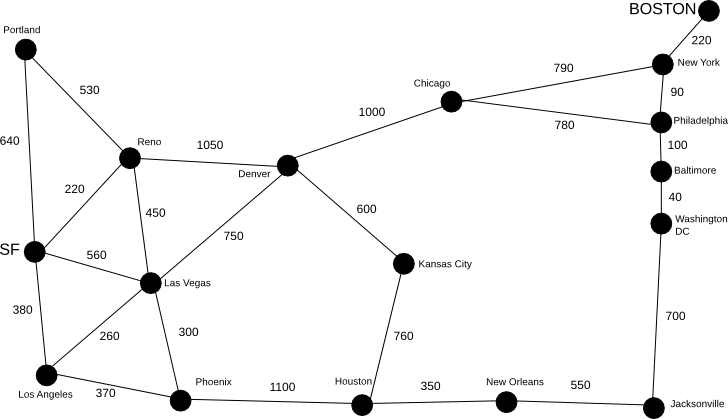 BOSTON
Portland
220
New York
790
530
Chicago
90
1000
780
Philadelphia
640
Reno
1050
100
Denver
Baltimore
220
450
600
40
Washington
DC
750
SF
560
Kansas City
Las Vegas
380
260
300
760
700
Phoenix
Houston
350
New Orleans
550
Los Angeles
370
1100
Jacksonville